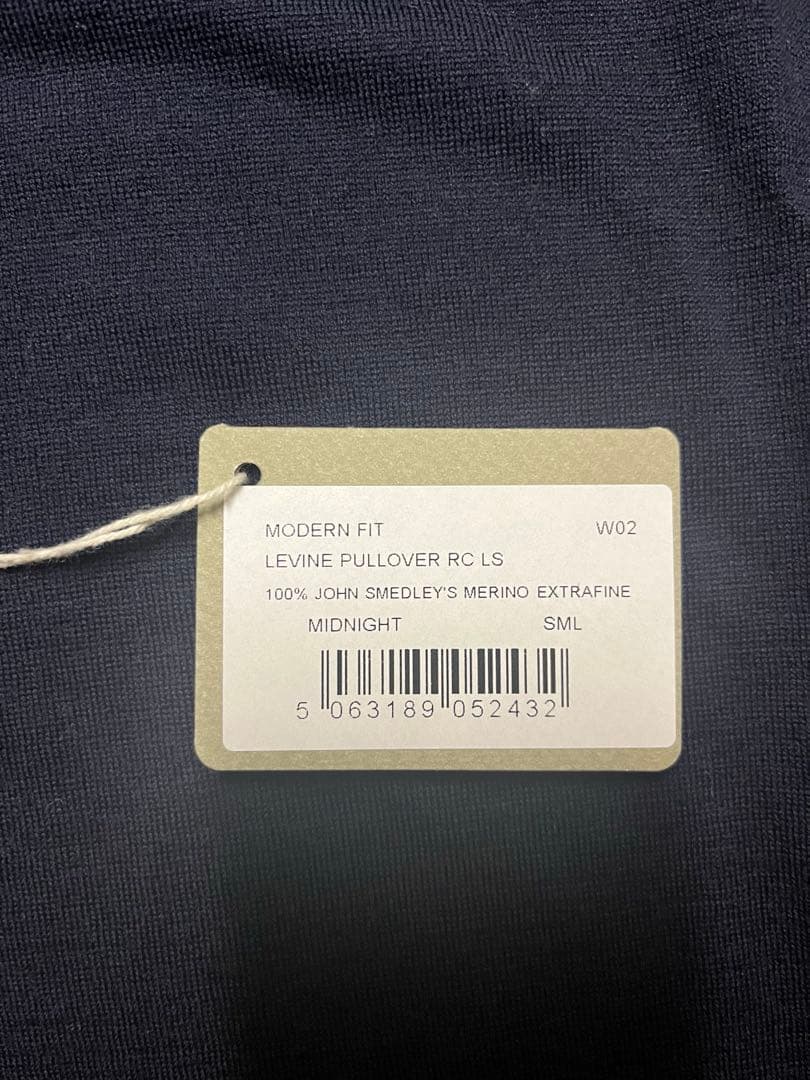 MODERN FIT W02
LEVINE PULLOVER RC LS
100% JOHN SMEDLEY'S MERINO EXTRAFINE
MIDNIGHT SML
5 063189 052432